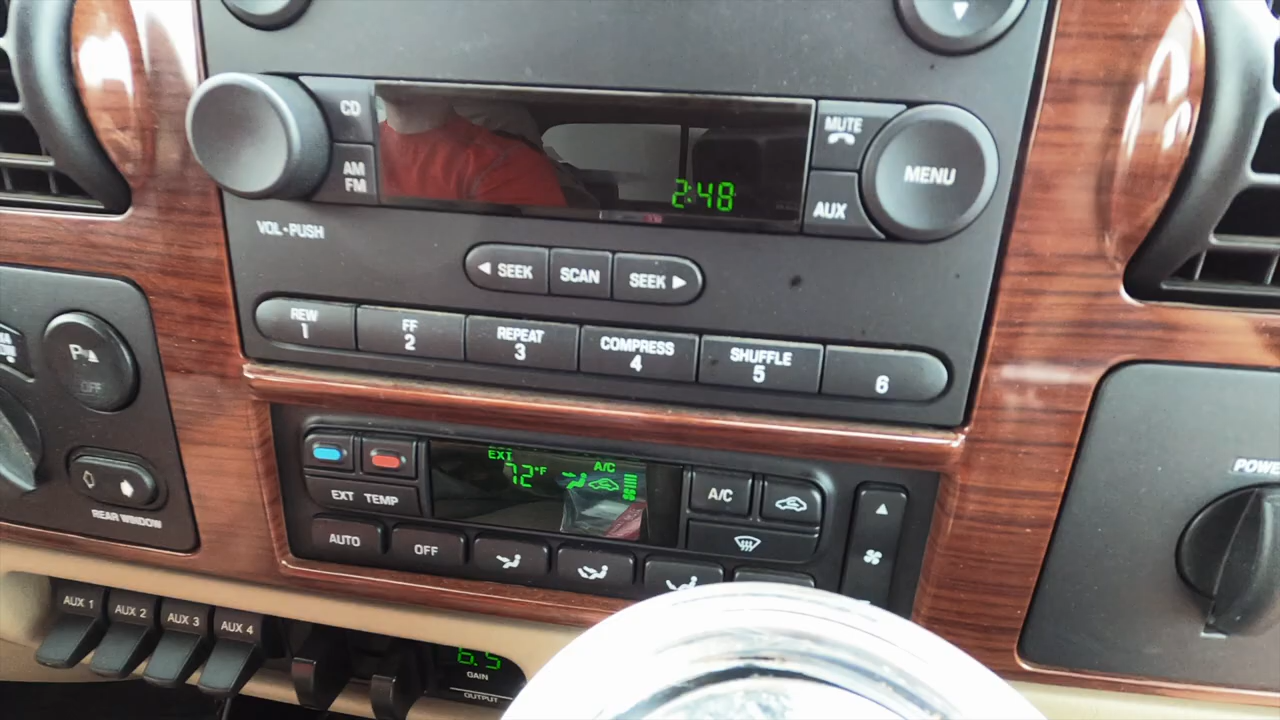 CD
AM
FM
MUTE
AUX
MENU
2:48
VOL•PUSH
SEEK
SCAN
SEEK
REW
1
FF
2
REPEAT
3
COMPRESS
4
SHUFFLE
5
6
P
OFF
REAR WINDOW
EXT
72°F
A/C
EXT TEMP
A/C
AUTO
OFF
AUX 1
AUX 2
AUX 3
AUX 4
6.5
GAIN
OUTPUT
POWE